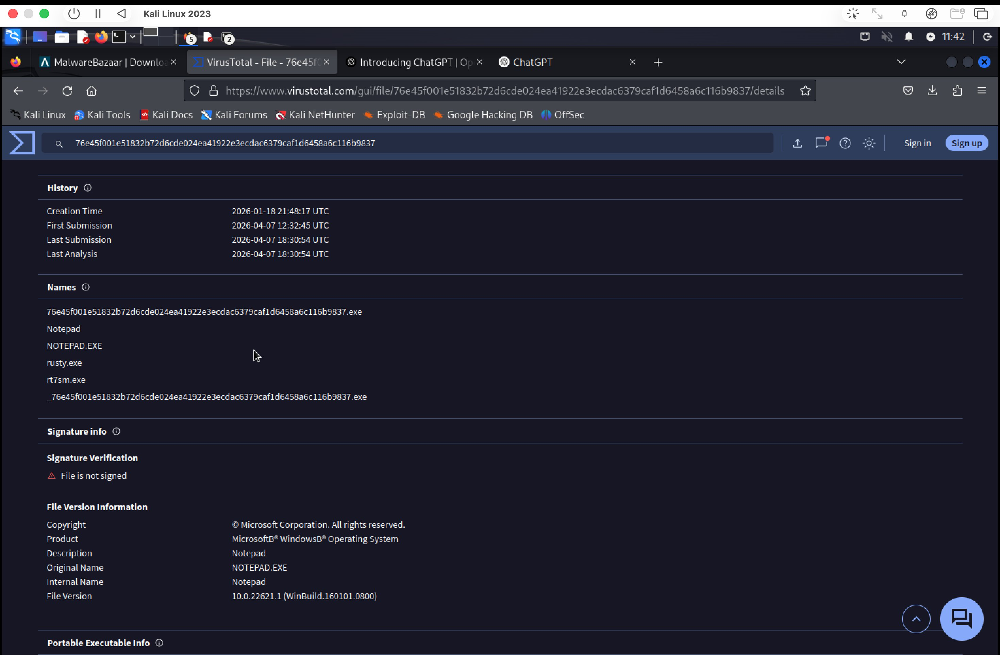 Kali Linux 2023
5
2
11:42
MalwareBazaar | Downloa
VirusTotal - File - 76e45f0
Introducing ChatGPT | Op
ChatGPT
https://www.virustotal.com/gui/file/76e45f001e51832b72d6cde024ea41922e3ecdac6379caf1d6458a6c116b9837/details
Kali Linux
Kali Tools
Kali Docs
Kali Forums
Kali NetHunter
Exploit-DB
Google Hacking DB
OffSec
76e45f001e51832b72d6cde024ea41922e3ecdac6379caf1d6458a6c116b9837
Sign in
Sign up
History
Creation Time 2026-01-18 21:48:17 UTC
First Submission 2026-04-07 12:32:45 UTC
Last Submission 2026-04-07 18:30:54 UTC
Last Analysis 2026-04-07 18:30:54 UTC
Names
76e45f001e51832b72d6cde024ea41922e3ecdac6379caf1d6458a6c116b9837.exe
Notepad
NOTEPAD.EXE
rusty.exe
rt7sm.exe
_76e45f001e51832b72d6cde024ea41922e3ecdac6379caf1d6458a6c116b9837.exe
Signature info
Signature Verification
File is not signed
File Version Information
Copyright © Microsoft Corporation. All rights reserved.
Product MicrosoftВ® WindowsВ® Operating System
Description Notepad
Original Name NOTEPAD.EXE
Internal Name Notepad
File Version 10.0.22621.1 (WinBuild.160101.0800)
Portable Executable Info